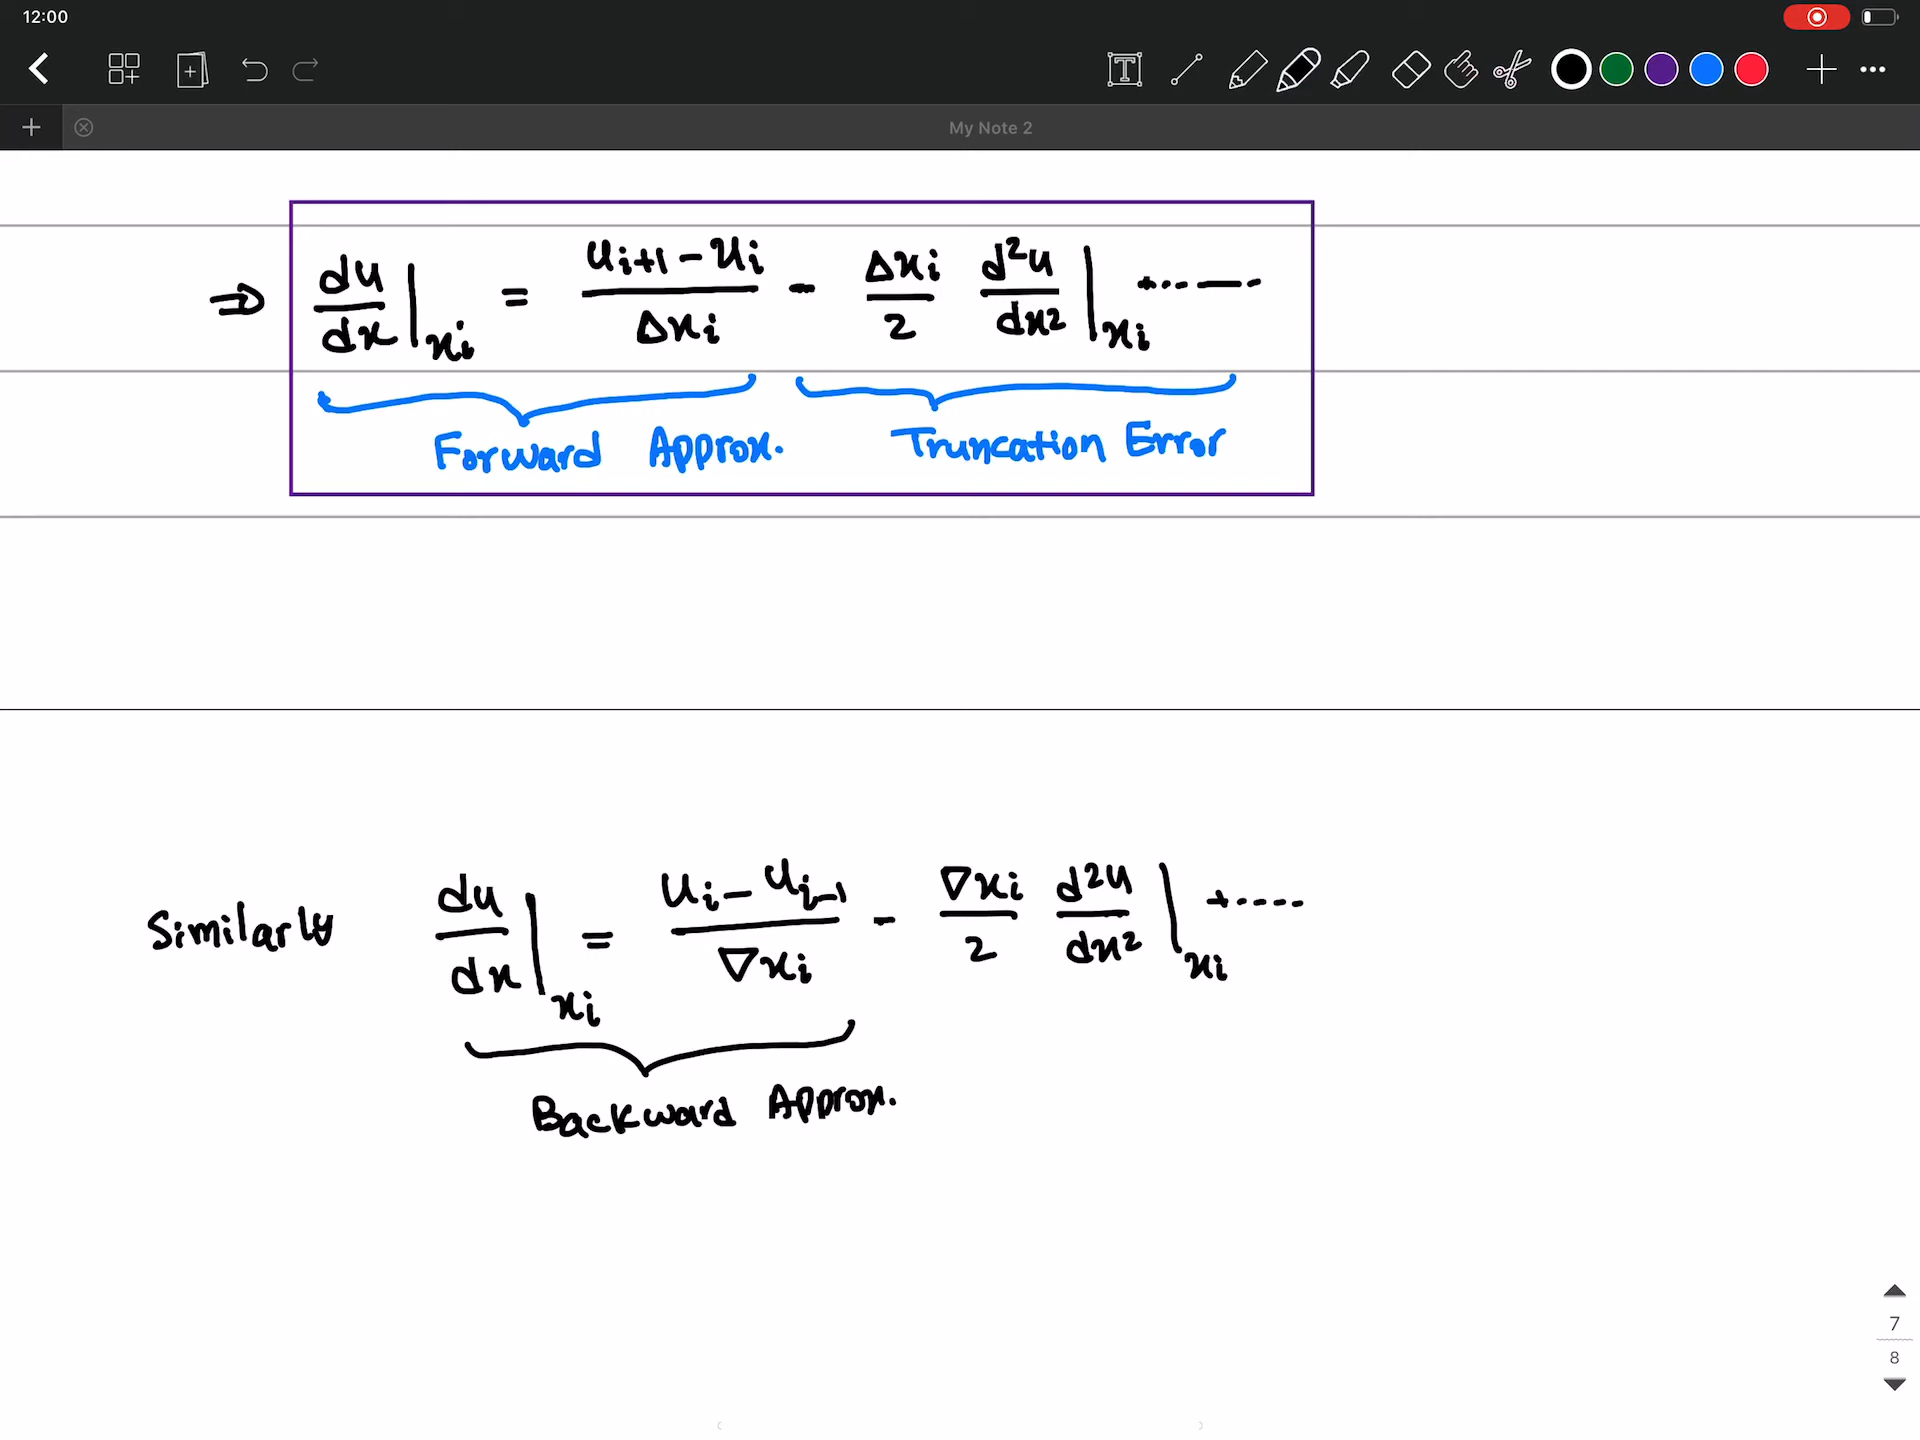 12:00
My Note 2
⇒ du/dx|xi = (ui+1 − ui)/Δxi − Δxi/2 d²u/dx²|xi +......
Forward Approx. Truncation Error
Similarly du/dx|xi = (ui − ui−1)/∇xi − ∇xi/2 d²u/dx²|xi +.....
Backward Approx.
7
8